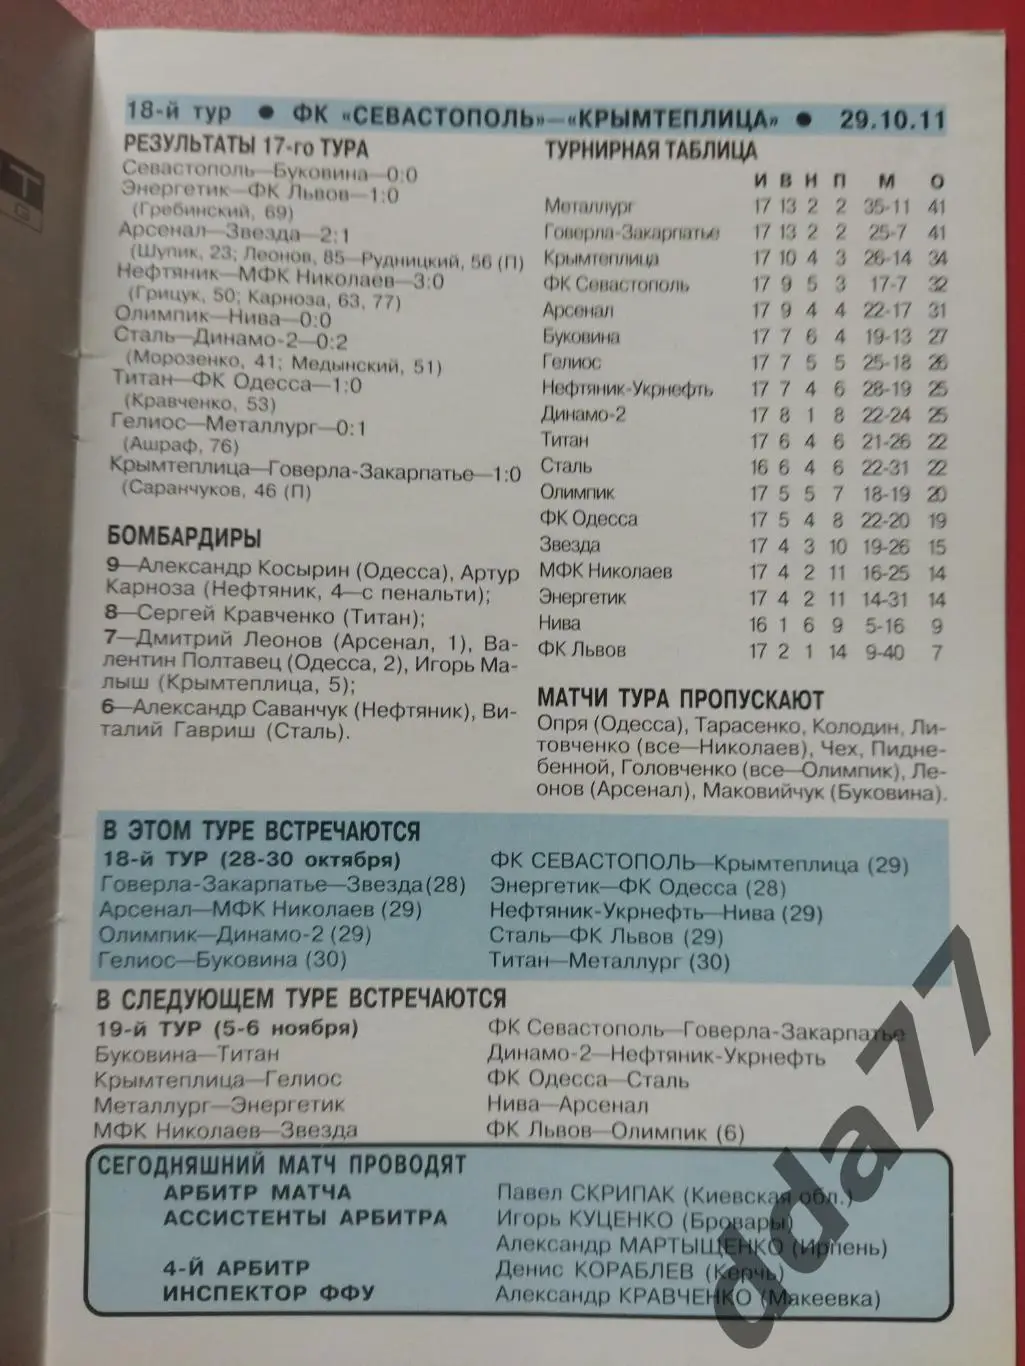 Т
G
18-й тур ● ФК «СЕВАСТОПОЛЬ»—«КРЫМТЕПЛИЦА» ● 29.10.11
РЕЗУЛЬТАТЫ 17-го ТУРА
Севастополь—Буковина—0:0
Энергетик—ФК Львов—1:0
(Гребинский, 69)
Арсенал—Звезда—2:1
(Шупик, 23; Леонов, 85—Рудницкий, 56 (П)
Нефтяник—МФК Николаев—3:0
(Грицук, 50; Карноза, 63, 77)
Олимпик—Нива—0:0
Сталь—Динамо-2—0:2
(Морозенко, 41; Медынский, 51)
Титан—ФК Одесса—1:0
(Кравченко, 53)
Гелиос—Металлург—0:1
(Ашраф, 76)
Крымтеплица—Говерла-Закарпатье—1:0
(Саранчуков, 46 (П)
БОМБАРДИРЫ
9—Александр Косырин (Одесса), Артур
Карноза (Нефтяник, 4—с пенальти);
8—Сергей Кравченко (Титан);
7—Дмитрий Леонов (Арсенал, 1), Ва-
лентин Полтавец (Одесса, 2), Игорь Ма-
лыш (Крымтеплица, 5);
6—Александр Саванчук (Нефтяник), Ви-
талий Гавриш (Сталь).
ТУРНИРНАЯ ТАБЛИЦА
И В Н П М О
Металлург 17 13 2 2 35-11 41
Говерла-Закарпатье 17 13 2 2 25-7 41
Крымтеплица 17 10 4 3 26-14 34
ФК Севастополь 17 9 5 3 17-7 32
Арсенал 17 9 4 4 22-17 31
Буковина 17 7 6 4 19-13 27
Гелиос 17 7 5 5 25-18 26
Нефтяник-Укрнефть 17 7 4 6 28-19 25
Динамо-2 17 8 1 8 22-24 25
Титан 17 6 4 6 21-26 22
Сталь 16 6 4 6 22-31 22
Олимпик 17 5 5 7 18-19 20
ФК Одесса 17 5 4 8 22-20 19
Звезда 17 4 3 10 19-26 15
МФК Николаев 17 4 2 11 16-25 14
Энергетик 17 4 2 11 14-31 14
Нива 16 1 6 9 5-16 9
ФК Львов 17 2 1 14 9-40 7
МАТЧИ ТУРА ПРОПУСКАЮТ
Опря (Одесса), Тарасенко, Колодин, Ли-
товченко (все—Николаев), Чех, Пидне-
бенной, Головченко (все—Олимпик), Ле-
онов (Арсенал), Маковийчук (Буковина).
В ЭТОМ ТУРЕ ВСТРЕЧАЮТСЯ
18-й ТУР (28-30 октября)
Говерла-Закарпатье—Звезда(28)
Арсенал—МФК Николаев (29)
Олимпик—Динамо-2 (29)
Гелиос—Буковина (30)
ФК СЕВАСТОПОЛЬ—Крымтеплица (29)
Энергетик—ФК Одесса (28)
Нефтяник-Укрнефть—Нива (29)
Сталь—ФК Львов (29)
Титан—Металлург (30)
В СЛЕДУЮЩЕМ ТУРЕ ВСТРЕЧАЮТСЯ
19-й ТУР (5-6 ноября)
Буковина—Титан
Крымтеплица—Гелиос
Металлург—Энергетик
МФК Николаев—Звезда
ФК Севастополь—Говерла-Закарпатье
Динамо-2—Нефтяник-Укрнефть
ФК Одесса—Сталь
Нива—Арсенал
ФК Львов—Олимпик (6)
СЕГОДНЯШНИЙ МАТЧ ПРОВОДЯТ
АРБИТР МАТЧА Павел СКРИПАК (Киевская обл.)
АССИСТЕНТЫ АРБИТРА Игорь КУЦЕНКО (Бровары)
Александр МАРТЫЩЕНКО (Ирпень)
4-Й АРБИТР Денис КОРАБЛЕВ (Керчь)
ИНСПЕКТОР ФФУ Александр КРАВЧЕНКО (Макеевка)
dda77